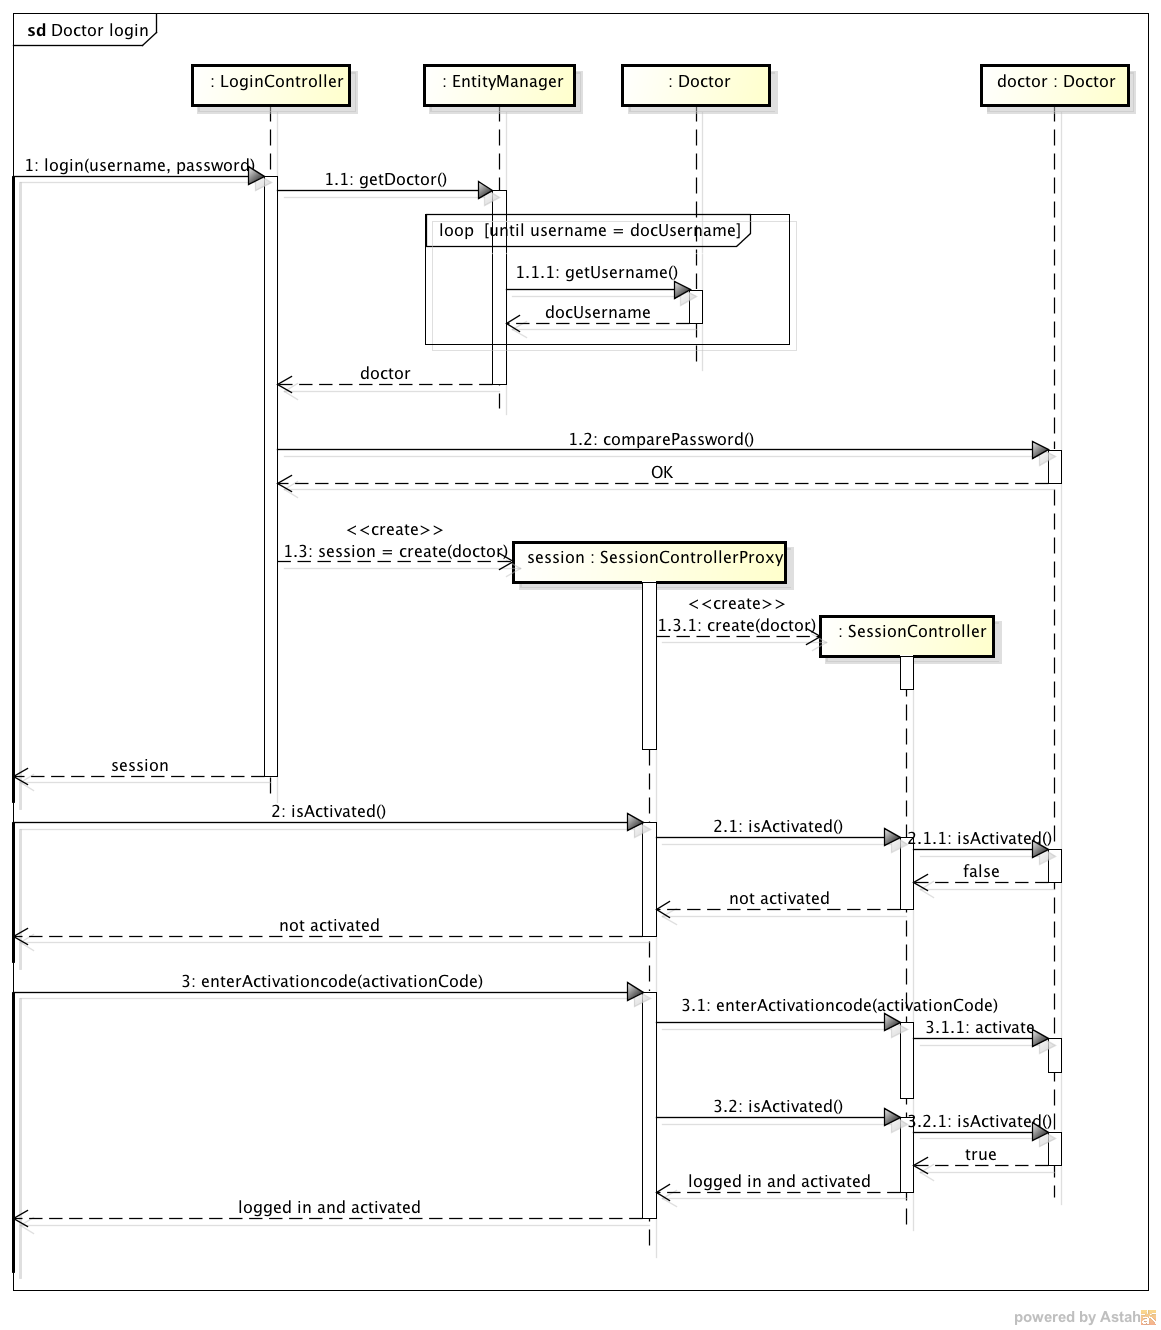 sd Doctor login
: LoginController
: EntityManager
: Doctor
doctor : Doctor
1: login(username, password)
1.1: getDoctor()
loop [until username = docUsername]
1.1.1: getUsername()
docUsername
doctor
1.2: comparePassword()
OK
<<create>>
1.3: session = create(doctor)
session : SessionControllerProxy
<<create>>
1.3.1: create(doctor)
: SessionController
session
2: isActivated()
2.1: isActivated()
2.1.1: isActivated()
false
not activated
not activated
3: enterActivationcode(activationCode)
3.1: enterActivationcode(activationCode)
3.1.1: activate
3.2: isActivated()
3.2.1: isActivated()
true
logged in and activated
logged in and activated
powered by Astah